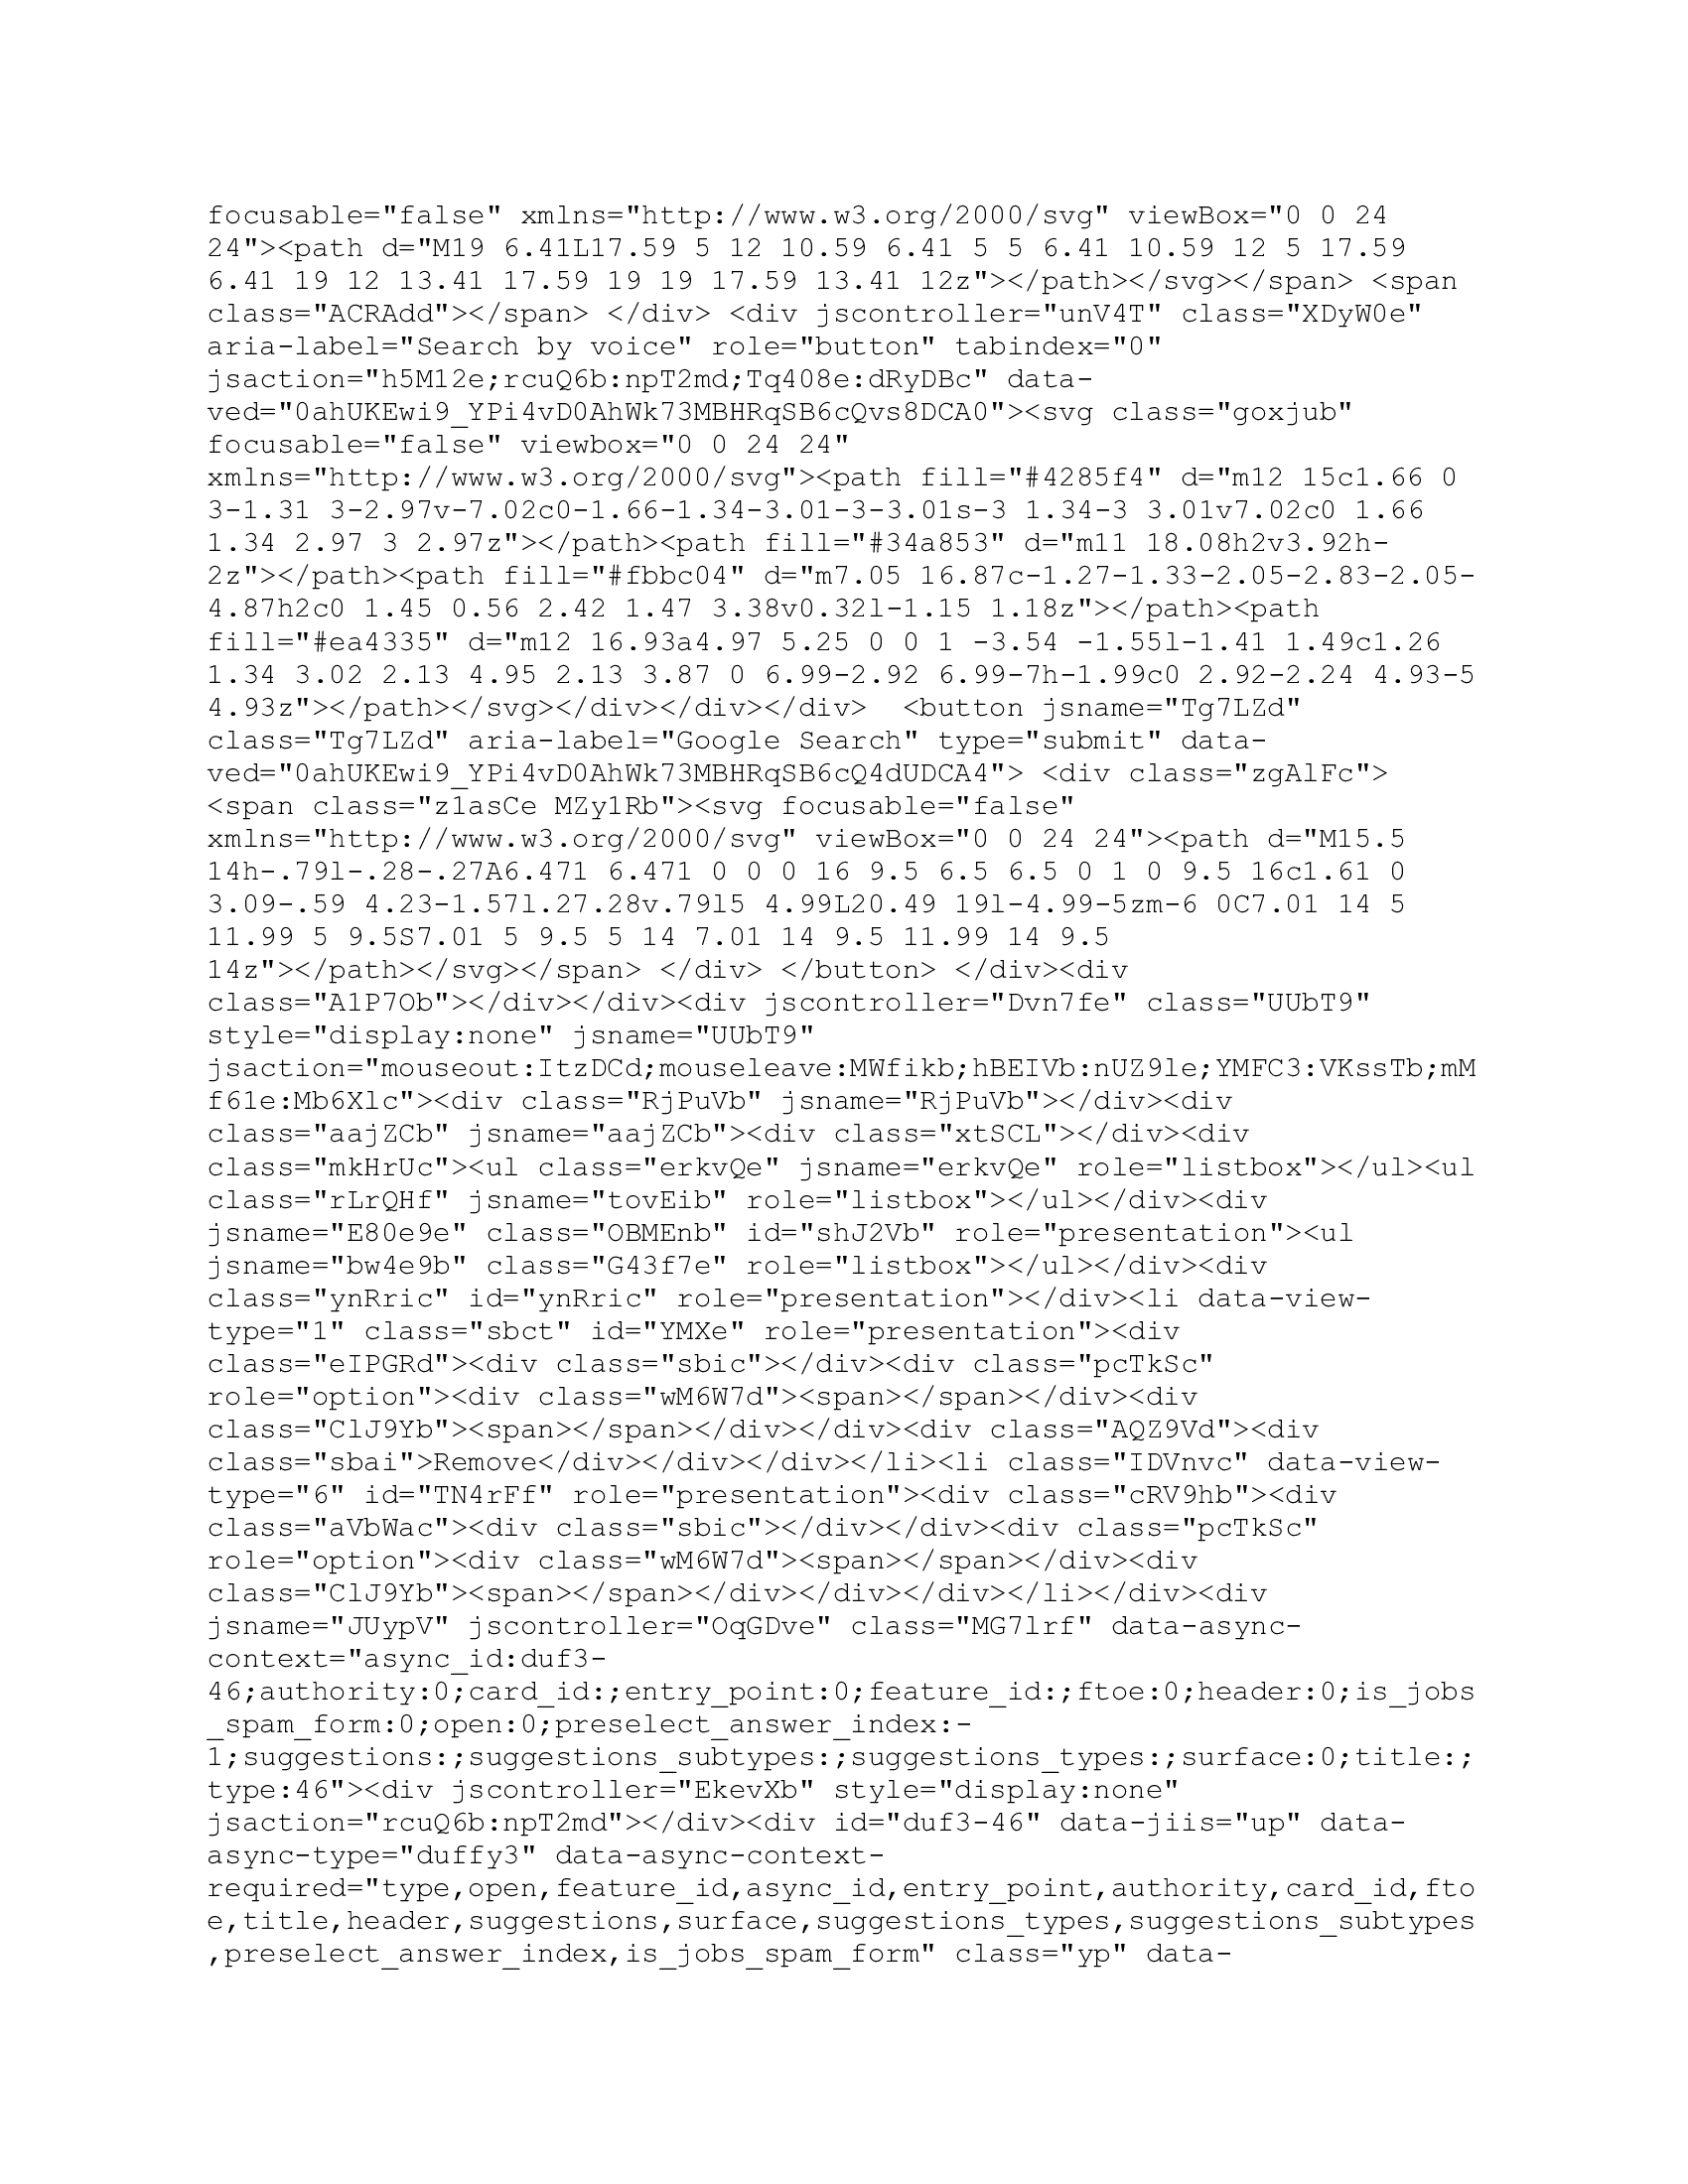 focusable="false" xmlns="http://www.w3.org/2000/svg" viewBox="0 0 24
24"><path d="M19 6.41L17.59 5 12 10.59 6.41 5 5 6.41 10.59 12 5 17.59
6.41 19 12 13.41 17.59 19 19 17.59 13.41 12z"></path></svg></span> <span
class="ACRAdd"></span> </div> <div jscontroller="unV4T" class="XDyW0e"
aria-label="Search by voice" role="button" tabindex="0"
jsaction="h5M12e;rcuQ6b:npT2md;Tq408e:dRyDBc" data-
ved="0ahUKEwi9_YPi4vD0AhWk73MBHRqSB6cQvs8DCA0"><svg class="goxjub"
focusable="false" viewbox="0 0 24 24"
xmlns="http://www.w3.org/2000/svg"><path fill="#4285f4" d="m12 15c1.66 0
3-1.31 3-2.97v-7.02c0-1.66-1.34-3.01-3-3.01s-3 1.34-3 3.01v7.02c0 1.66
1.34 2.97 3 2.97z"></path><path fill="#34a853" d="m11 18.08h2v3.92h-
2z"></path><path fill="#fbbc04" d="m7.05 16.87c-1.27-1.33-2.05-2.83-2.05-
4.87h2c0 1.45 0.56 2.42 1.47 3.38v0.32l-1.15 1.18z"></path><path
fill="#ea4335" d="m12 16.93a4.97 5.25 0 0 1 -3.54 -1.55l-1.41 1.49c1.26
1.34 3.02 2.13 4.95 2.13 3.87 0 6.99-2.92 6.99-7h-1.99c0 2.92-2.24 4.93-5
4.93z"></path></svg></div></div></div>  <button jsname="Tg7LZd"
class="Tg7LZd" aria-label="Google Search" type="submit" data-
ved="0ahUKEwi9_YPi4vD0AhWk73MBHRqSB6cQ4dUDCA4"> <div class="zgAlFc">
<span class="z1asCe MZy1Rb"><svg focusable="false"
xmlns="http://www.w3.org/2000/svg" viewBox="0 0 24 24"><path d="M15.5
14h-.79l-.28-.27A6.471 6.471 0 0 0 16 9.5 6.5 6.5 0 1 0 9.5 16c1.61 0
3.09-.59 4.23-1.57l.27.28v.79l5 4.99L20.49 19l-4.99-5zm-6 0C7.01 14 5
11.99 5 9.5S7.01 5 9.5 5 14 7.01 14 9.5 11.99 14 9.5
14z"></path></svg></span> </div> </button> </div><div
class="A1P7Ob"></div></div><div jscontroller="Dvn7fe" class="UUbT9"
style="display:none" jsname="UUbT9"
jsaction="mouseout:ItzDCd;mouseleave:MWfikb;hBEIVb:nUZ9le;YMFC3:VKssTb;mM
f61e:Mb6Xlc"><div class="RjPuVb" jsname="RjPuVb"></div><div
class="aajZCb" jsname="aajZCb"><div class="xtSCL"></div><div
class="mkHrUc"><ul class="erkvQe" jsname="erkvQe" role="listbox"></ul><ul
class="rLrQHf" jsname="tovEib" role="listbox"></ul></div><div
jsname="E80e9e" class="OBMEnb" id="shJ2Vb" role="presentation"><ul
jsname="bw4e9b" class="G43f7e" role="listbox"></ul></div><div
class="ynRric" id="ynRric" role="presentation"></div><li data-view-
type="1" class="sbct" id="YMXe" role="presentation"><div
class="eIPGRd"><div class="sbic"></div><div class="pcTkSc"
role="option"><div class="wM6W7d"><span></span></div><div
class="ClJ9Yb"><span></span></div></div><div class="AQZ9Vd"><div
class="sbai">Remove</div></div></div></li><li class="IDVnvc" data-view-
type="6" id="TN4rFf" role="presentation"><div class="cRV9hb"><div
class="aVbWac"><div class="sbic"></div></div><div class="pcTkSc"
role="option"><div class="wM6W7d"><span></span></div><div
class="ClJ9Yb"><span></span></div></div></div></li></div><div
jsname="JUypV" jscontroller="OqGDve" class="MG7lrf" data-async-
context="async_id:duf3-
46;authority:0;card_id:;entry_point:0;feature_id:;ftoe:0;header:0;is_jobs
_spam_form:0;open:0;preselect_answer_index:-
1;suggestions:;suggestions_subtypes:;suggestions_types:;surface:0;title:;
type:46"><div jscontroller="EkevXb" style="display:none"
jsaction="rcuQ6b:npT2md"></div><div id="duf3-46" data-jiis="up" data-
async-type="duffy3" data-async-context-
required="type,open,feature_id,async_id,entry_point,authority,card_id,fto
e,title,header,suggestions,surface,suggestions_types,suggestions_subtypes
,preselect_answer_index,is_jobs_spam_form" class="yp" data-